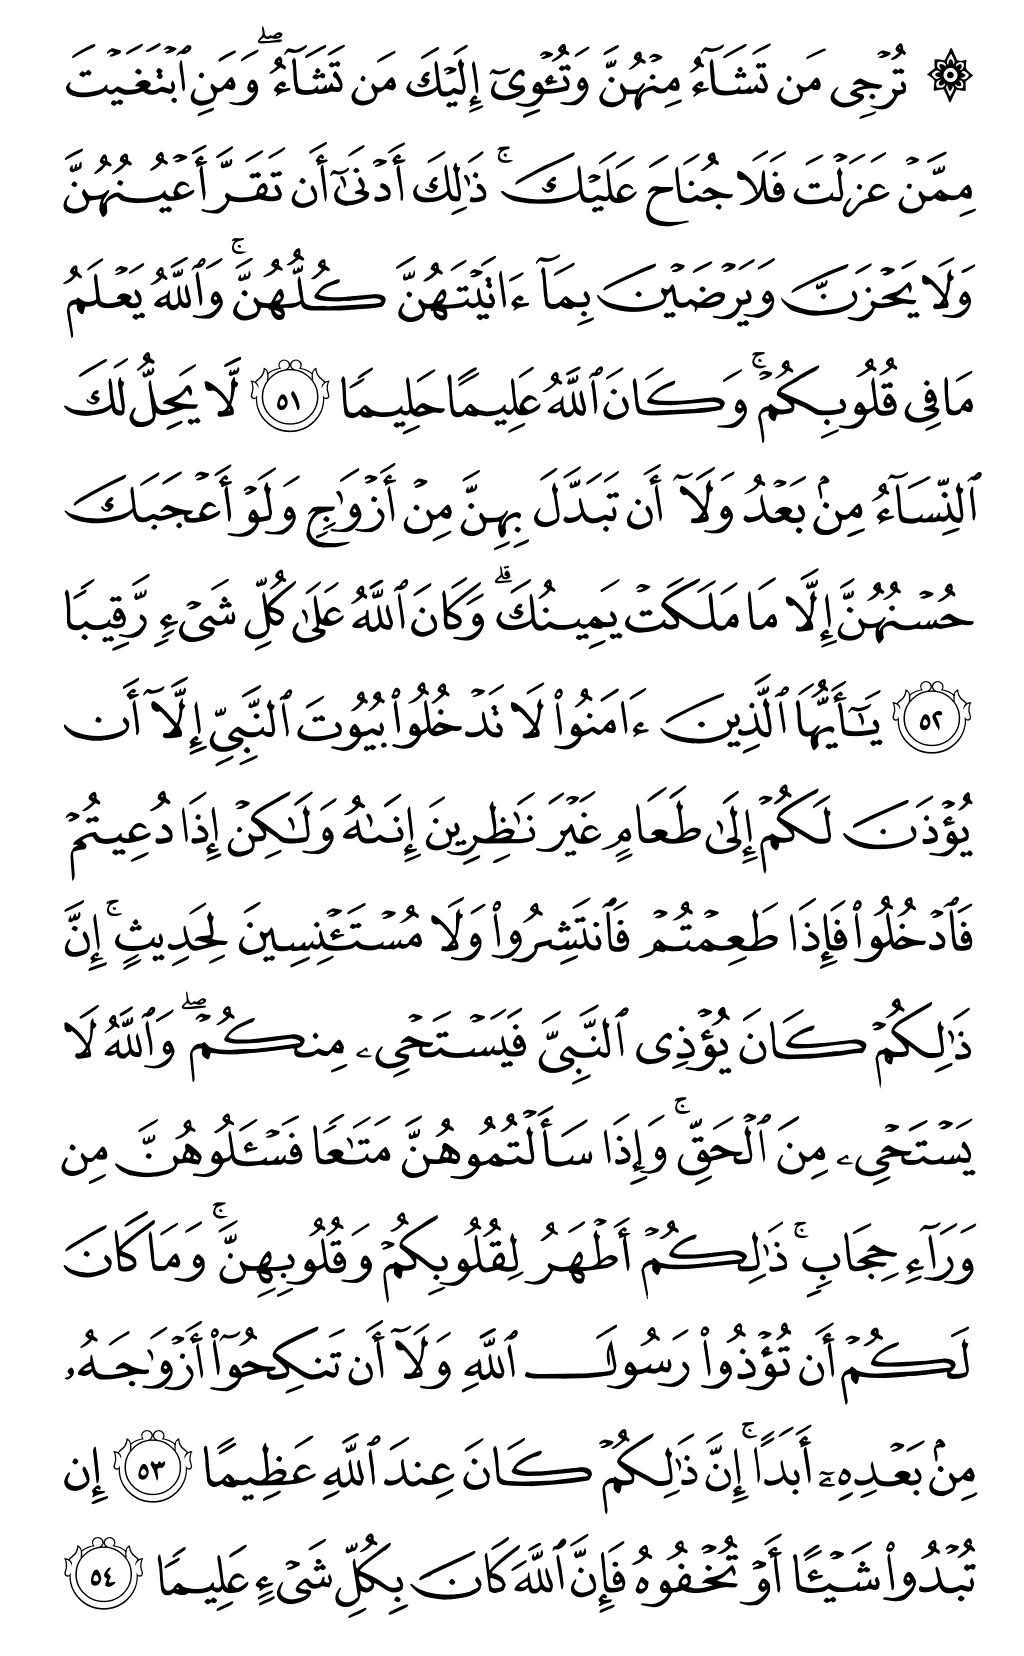 ۞ تُرْجِى مَن تَشَآءُ مِنْهُنَّ وَتُـْٔوِىٓ إِلَيْكَ مَن تَشَآءُ ۖ وَمَنِ ٱبْتَغَيْتَ
مِمَّنْ عَزَلْتَ فَلَا جُنَاحَ عَلَيْكَ ۚ ذَٰلِكَ أَدْنَىٰٓ أَن تَقَرَّ أَعْيُنُهُنَّ
وَلَا يَحْزَنَّ وَيَرْضَيْنَ بِمَآ ءَاتَيْتَهُنَّ كُلُّهُنَّ ۚ وَٱللَّهُ يَعْلَمُ
مَا فِى قُلُوبِكُمْ ۚ وَكَانَ ٱللَّهُ عَلِيمًا حَلِيمًا ٥١ لَّا يَحِلُّ لَكَ
ٱلنِّسَآءُ مِنۢ بَعْدُ وَلَآ أَن تَبَدَّلَ بِهِنَّ مِنْ أَزْوَٰجٍ وَلَوْ أَعْجَبَكَ
حُسْنُهُنَّ إِلَّا مَا مَلَكَتْ يَمِينُكَ ۗ وَكَانَ ٱللَّهُ عَلَىٰ كُلِّ شَىْءٍ رَّقِيبًا
٥٢ يَـٰٓأَيُّهَا ٱلَّذِينَ ءَامَنُوا۟ لَا تَدْخُلُوا۟ بُيُوتَ ٱلنَّبِىِّ إِلَّآ أَن
يُؤْذَنَ لَكُمْ إِلَىٰ طَعَامٍ غَيْرَ نَـٰظِرِينَ إِنَىٰهُ وَلَـٰكِنْ إِذَا دُعِيتُمْ
فَٱدْخُلُوا۟ فَإِذَا طَعِمْتُمْ فَٱنتَشِرُوا۟ وَلَا مُسْتَـْٔنِسِينَ لِحَدِيثٍ ۚ إِنَّ
ذَٰلِكُمْ كَانَ يُؤْذِى ٱلنَّبِىَّ فَيَسْتَحْىِۦ مِنكُمْ ۖ وَٱللَّهُ لَا
يَسْتَحْىِۦ مِنَ ٱلْحَقِّ ۚ وَإِذَا سَأَلْتُمُوهُنَّ مَتَـٰعًا فَسْـَٔلُوهُنَّ مِن
وَرَآءِ حِجَابٍ ۚ ذَٰلِكُمْ أَطْهَرُ لِقُلُوبِكُمْ وَقُلُوبِهِنَّ ۚ وَمَا كَانَ
لَكُمْ أَن تُؤْذُوا۟ رَسُولَ ٱللَّهِ وَلَآ أَن تَنكِحُوٓا۟ أَزْوَٰجَهُۥ
مِنۢ بَعْدِهِۦٓ أَبَدًا ۚ إِنَّ ذَٰلِكُمْ كَانَ عِندَ ٱللَّهِ عَظِيمًا ٥٣ إِن
تُبْدُوا۟ شَيْـًٔا أَوْ تُخْفُوهُ فَإِنَّ ٱللَّهَ كَانَ بِكُلِّ شَىْءٍ عَلِيمًا ٥٤